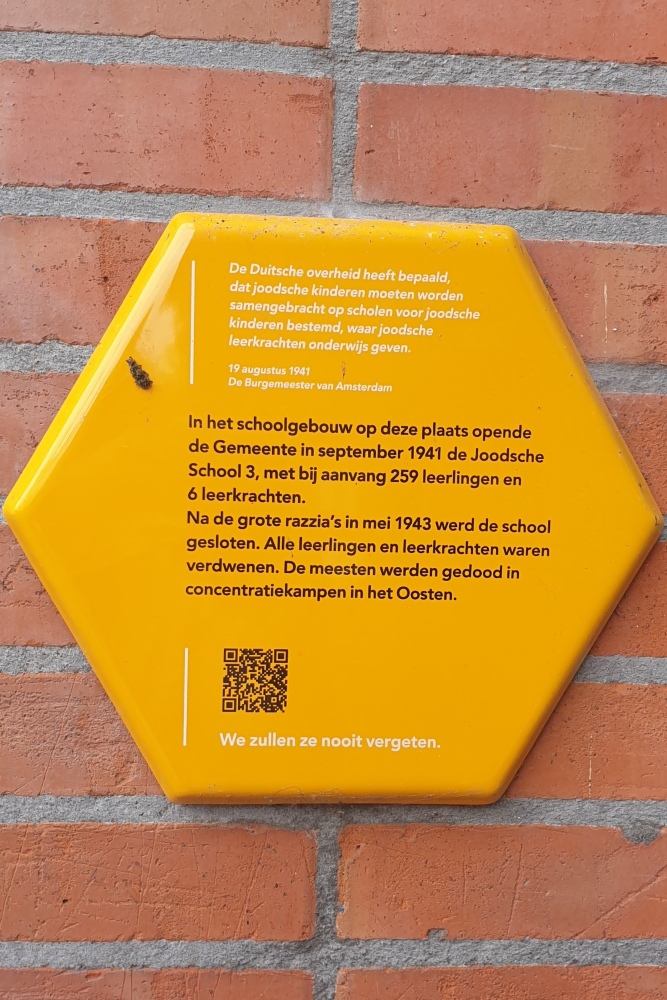 De Duitsche overheid heeft bepaald,
dat joodsche kinderen moeten worden
samengebracht op scholen voor joodsche
kinderen bestemd, waar joodsche
leerkrachten onderwijs geven.
19 augustus 1941
De Burgemeester van Amsterdam
In het schoolgebouw op deze plaats opende
de Gemeente in september 1941 de Joodsche
School 3, met bij aanvang 259 leerlingen en
6 leerkrachten.
Na de grote razzia's in mei 1943 werd de school
gesloten. Alle leerlingen en leerkrachten waren
verdwenen. De meesten werden gedood in
concentratiekampen in het Oosten.
We zullen ze nooit vergeten.